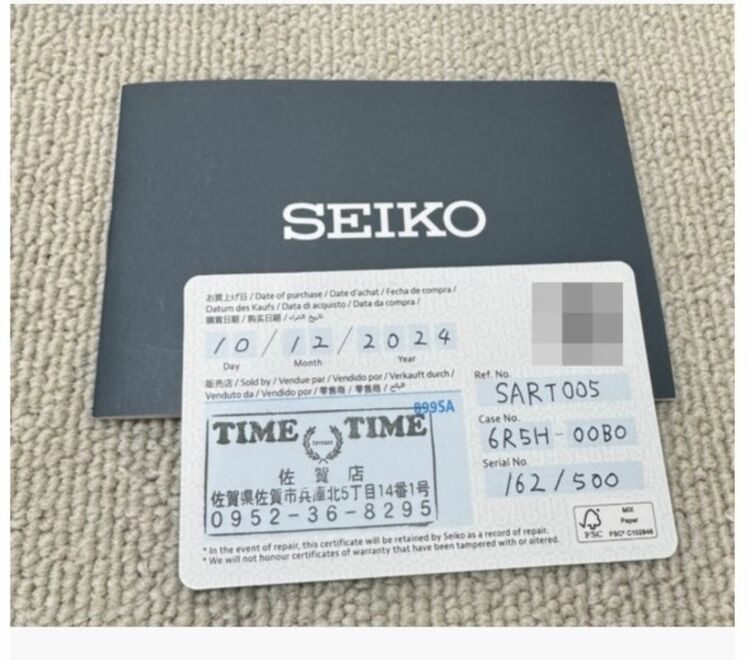 SEIKO
お買上げ日 / Date of purchase / Date d'achat / Fecha de compra /
Datum des Kaufs / Data di acquisto / Data da compra /
購買日期 / 购买日期 / تاريخ الشراء
10 / 12 / 2024
Day Month Year
販売店 / Sold by / Vendue par / Vendido por / Verkauft durch /
Venduto da / Vendido por / 零售商 / 零售商 / البائع
8995A
TIME terrace TIME
佐賀店
佐賀県佐賀市兵庫北5丁目14番1号
0952-36-8295
Ref. No.
SART005
Case No.
6R5H-00B0
Serial No.
162/500
FSC
MIX
Paper
FSC® C102846
* In the event of repair, this certificate will be retained by Seiko as a record of repair.
* We will not honour certificates of warranty that have been tampered with or altered.